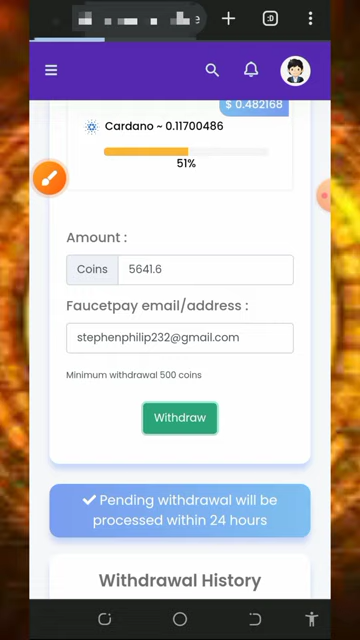 :D
$ 0.482168
Cardano ~ 0.11700486
51%
Amount :
Coins 5641.6
Faucetpay email/address :
stephenphilip232@gmail.com
Minimum withdrawal 500 coins
Withdraw
Pending withdrawal will be
processed within 24 hours
Withdrawal History